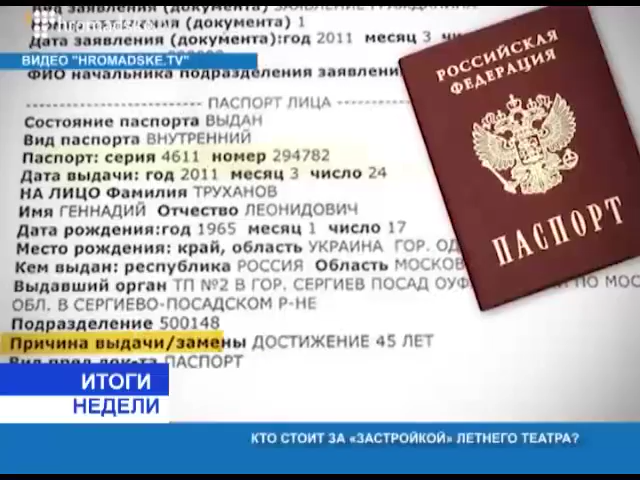 hromadske
(документа) 1
Дата заявления (документа):год 2011 месяц 3
ВИДЕО "HROMADSKE.TV"
ФИО начальника подразделения
ПАСПОРТ ЛИЦА
Состояние паспорта ВЫДАН
Вид паспорта ВНУТРЕННИЙ
Паспорт: серия 4611 номер 294782
Дата выдачи: год 2011 месяц 3 число 24
НА ЛИЦО Фамилия ТРУХАНОВ
Имя ГЕННАДИЙ Отчество ЛЕОНИДОВИЧ
Дата рождения:год 1965 месяц 1 число 17
Место рождения: край, область УКРАИНА ГОР.
Кем выдан: республика РОССИЯ Область
Выдавший орган ТП №2 В ГОР. СЕРГИЕВ ПОСАД
ОБЛ. В СЕРГИЕВО-ПОСАДСКОМ Р-НЕ
Подразделение 500148
Причина выдачи/замены ДОСТИЖЕНИЕ 45 ЛЕТ
ПАСПОРТ
РОССИЙСКАЯ
ФЕДЕРАЦИЯ
ПАСПОРТ
ИТОГИ
НЕДЕЛИ
КТО СТОИТ ЗА «ЗАСТРОЙКОЙ» ЛЕТНЕГО ТЕАТРА?